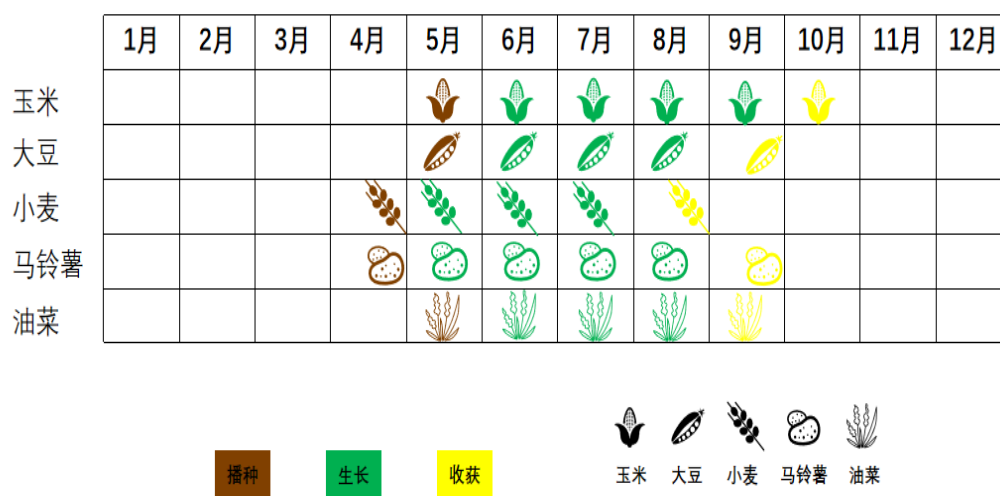 1月 2月 3月 4月 5月 6月 7月 8月 9月 10月 11月 12月
玉米
大豆
小麦
马铃薯
油菜
播种 生长 收获
玉米 大豆 小麦 马铃薯 油菜